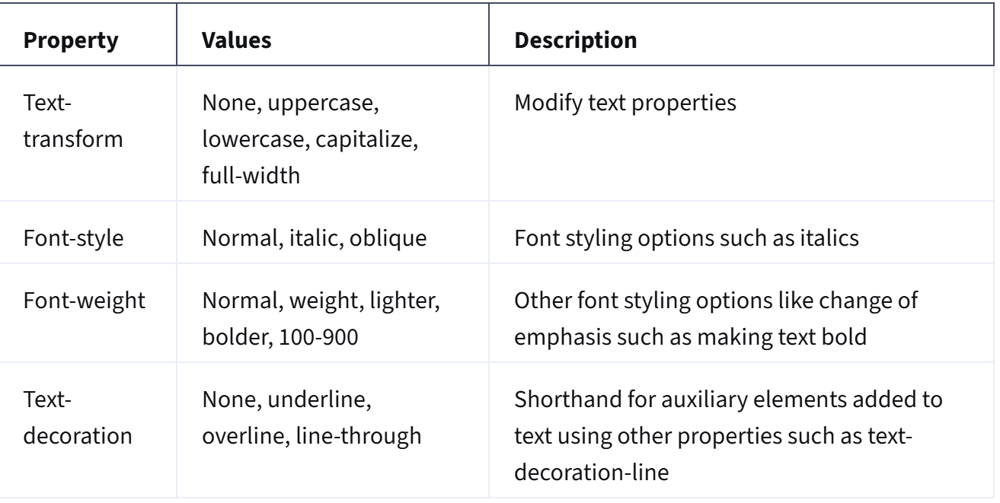 Property
Values
Description
Text-
transform
None, uppercase,
lowercase, capitalize,
full-width
Modify text properties
Font-style
Normal, italic, oblique
Font styling options such as italics
Font-weight
Normal, weight, lighter,
bolder, 100-900
Other font styling options like change of
emphasis such as making text bold
Text-
decoration
None, underline,
overline, line-through
Shorthand for auxiliary elements added to
text using other properties such as text-
decoration-line